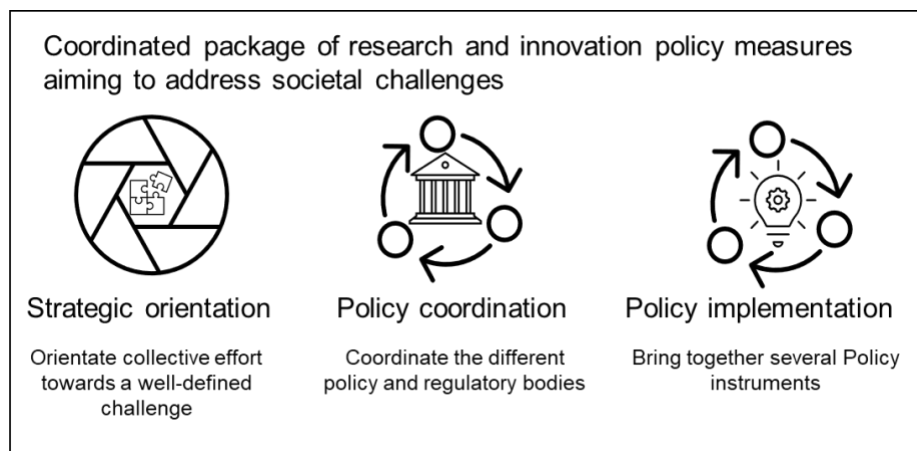 Coordinated package of research and innovation policy measures
aiming to address societal challenges
Strategic orientation
Orientate collective effort
towards a well-defined
challenge
Policy coordination
Coordinate the different
policy and regulatory bodies
Policy implementation
Bring together several Policy
instruments